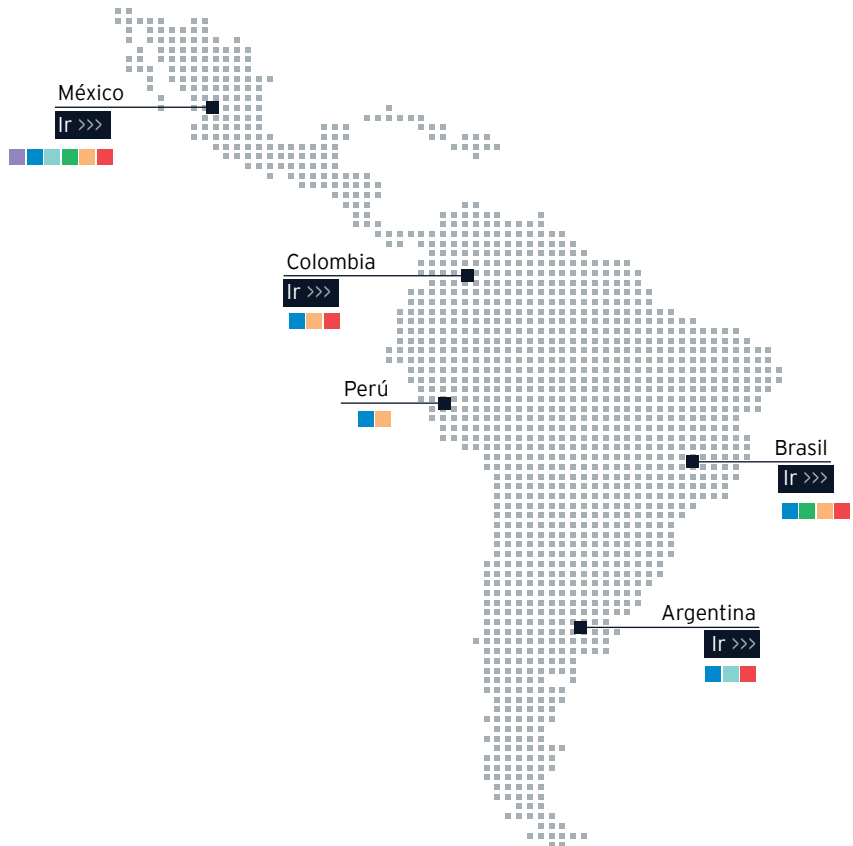 México
Ir >>>
Colombia
Ir >>>
Perú
Brasil
Ir >>>
Argentina
Ir >>>